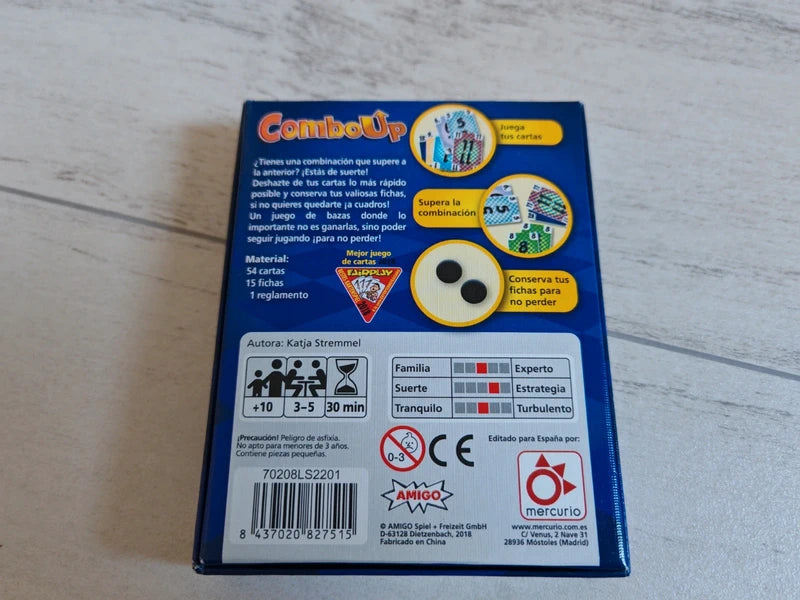 ComboUp
¿Tienes una combinación que supere a
la anterior? ¡Estás de suerte!
Deshazte de tus cartas lo más rápido
posible y conserva tus valiosas fichas,
si no quieres quedarte ¡a cuadros!
Un juego de bazas donde lo
importante no es ganarlas, sino poder
seguir jugando ¡para no perder!
Material:
54 cartas
15 fichas
1 reglamento
Mejor juego
de cartas 2018
FAIRPLAY
Juega
tus cartas
Supera la
combinación
Conserva tus
fichas para
no perder
Autora: Katja Stremmel
+10
3–5
30 min
Familia
Experto
Suerte
Estrategia
Tranquilo
Turbulento
¡Precaución! Peligro de asfixia.
No apto para menores de 3 años.
Contiene piezas pequeñas.
70208LS2201
8 437020 827515
0-3
CE
AMIGO
© AMIGO Spiel + Freizeit GmbH
D-63128 Dietzenbach, 2018
Fabricado en China
Editado para España por:
mercurio
www.mercurio.com.es
C/ Venus, 2 Nave 31
28936 Móstoles (Madrid)